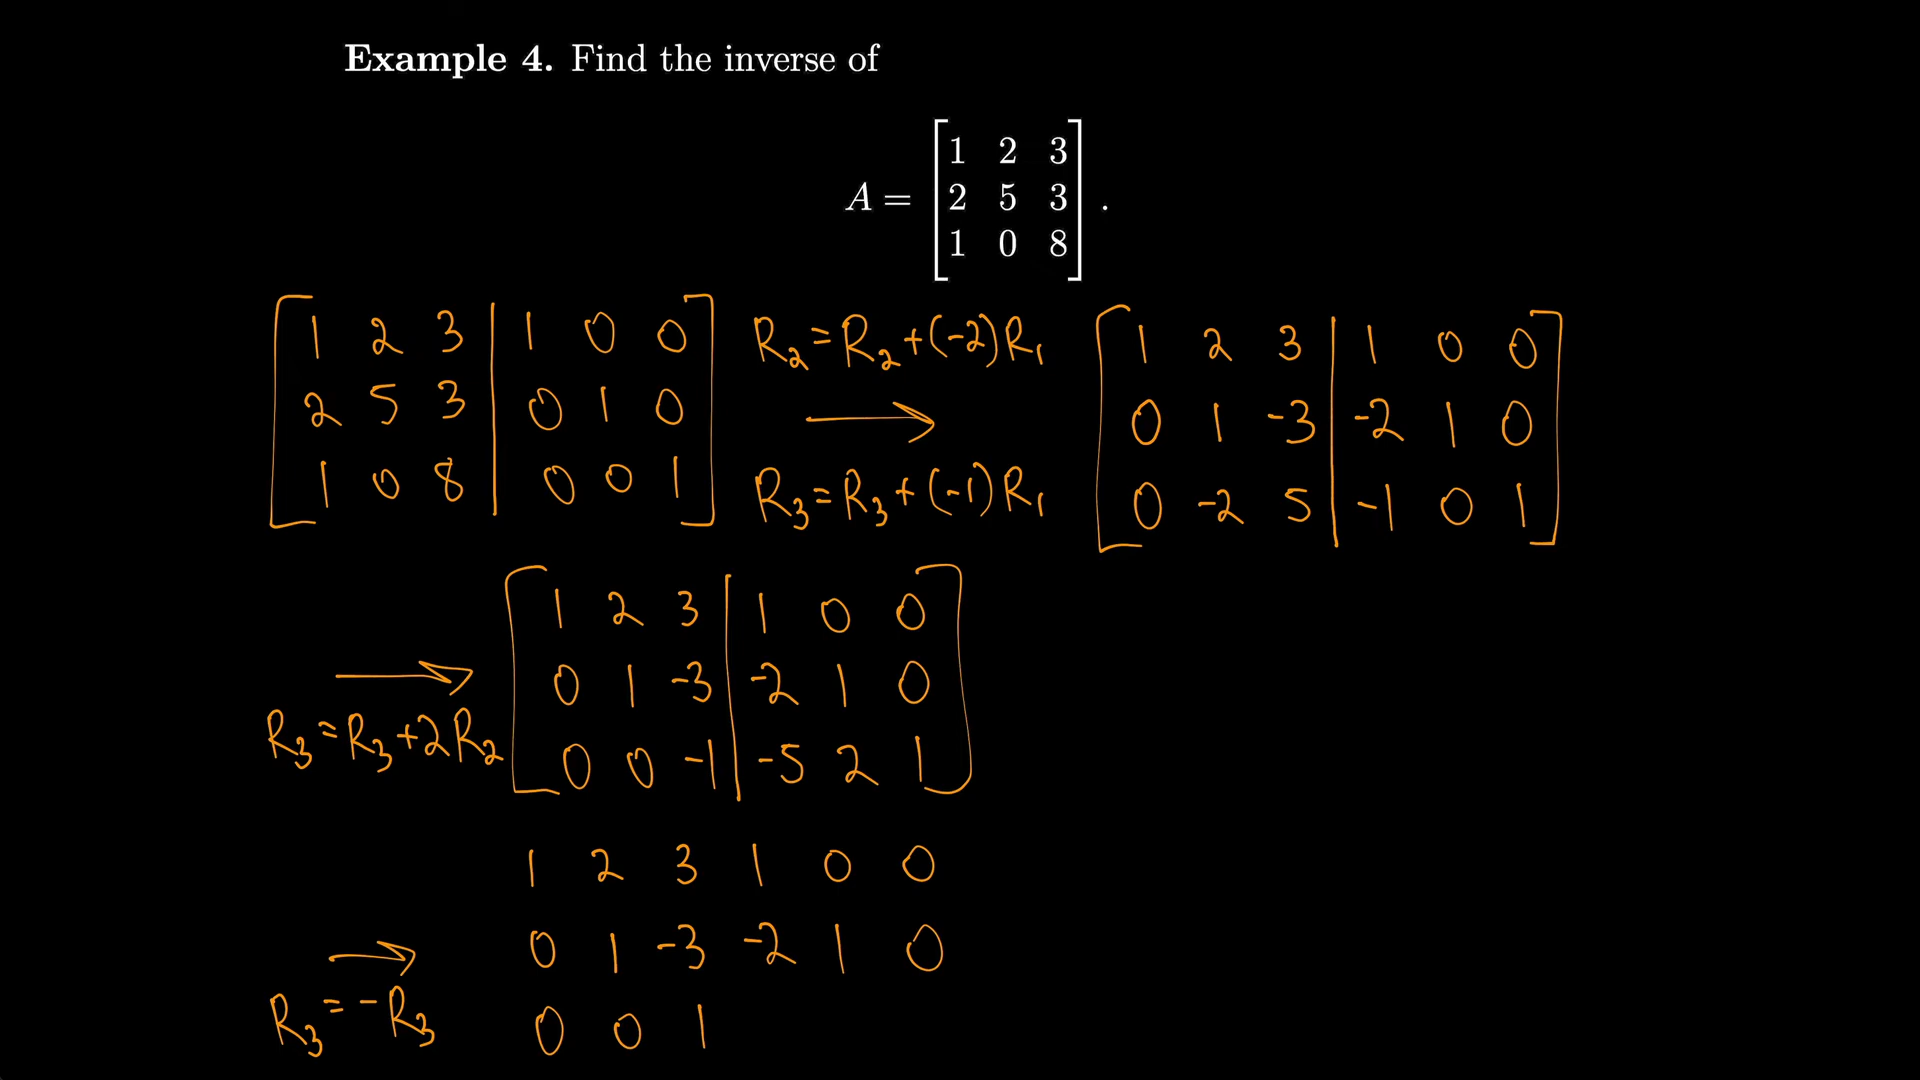 Example 4. Find the inverse of
1 2 3
A = 2 5 3 .
1 0 8
1 2 3 | 1 0 0
2 5 3 | 0 1 0
1 0 8 | 0 0 1
R₂=R₂+(-2)R₁
R₃=R₃+(-1)R₁
1 2 3 | 1 0 0
0 1 -3 | -2 1 0
0 -2 5 | -1 0 1
R₃=R₃+2R₂
1 2 3 | 1 0 0
0 1 -3 | -2 1 0
0 0 -1 | -5 2 1
R₃=-R₃
1 2 3 1 0 0
0 1 -3 -2 1 0
0 0 1